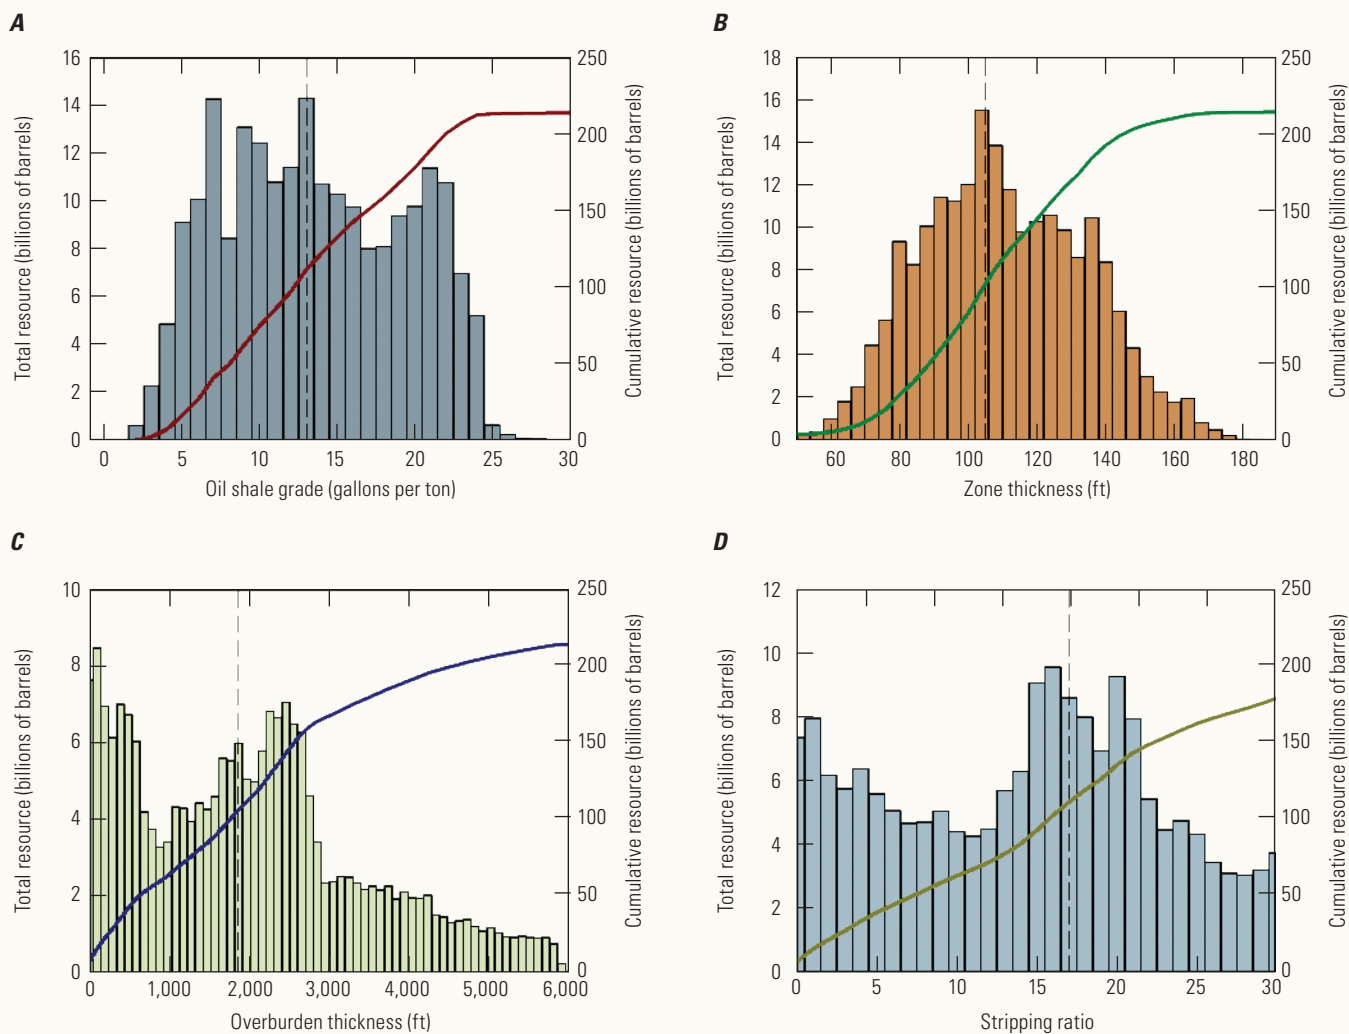 A
16
14
12
10
8
6
4
2
0
Total resource (billions of barrels)
250
200
150
100
50
0
Cumulative resource (billions of barrels)
0 5 10 15 20 25 30
Oil shale grade (gallons per ton)
B
18
16
14
12
10
8
6
4
2
0
Total resource (billions of barrels)
250
200
150
100
50
0
Cumulative resource (billions of barrels)
60 80 100 120 140 160 180
Zone thickness (ft)
C
10
8
6
4
2
0
Total resource (billions of barrels)
250
200
150
100
50
0
Cumulative resource (billions of barrels)
0 1,000 2,000 3,000 4,000 5,000 6,000
Overburden thickness (ft)
D
12
10
8
6
4
2
0
Total resource (billions of barrels)
250
200
150
100
50
0
Cumulative resource (billions of barrels)
0 5 10 15 20 25 30
Stripping ratio